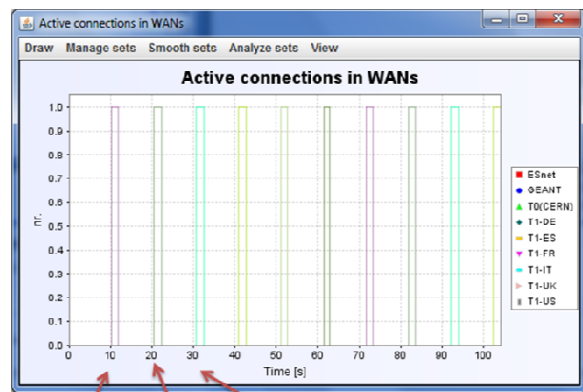 Active connections in WANs
Draw Manage sets Smooth sets Analyze sets View
Active connections in WANs
1.0
0.9
0.8
0.7
0.6
0.5
0.4
0.3
0.2
0.1
0.0
nr.
0 10 20 30 40 50 60 70 80 90 100
Time [s]
ESnet
GEANT
T0(CERN)
T1-DE
T1-ES
T1-FR
T1-IT
T1-UK
T1-US